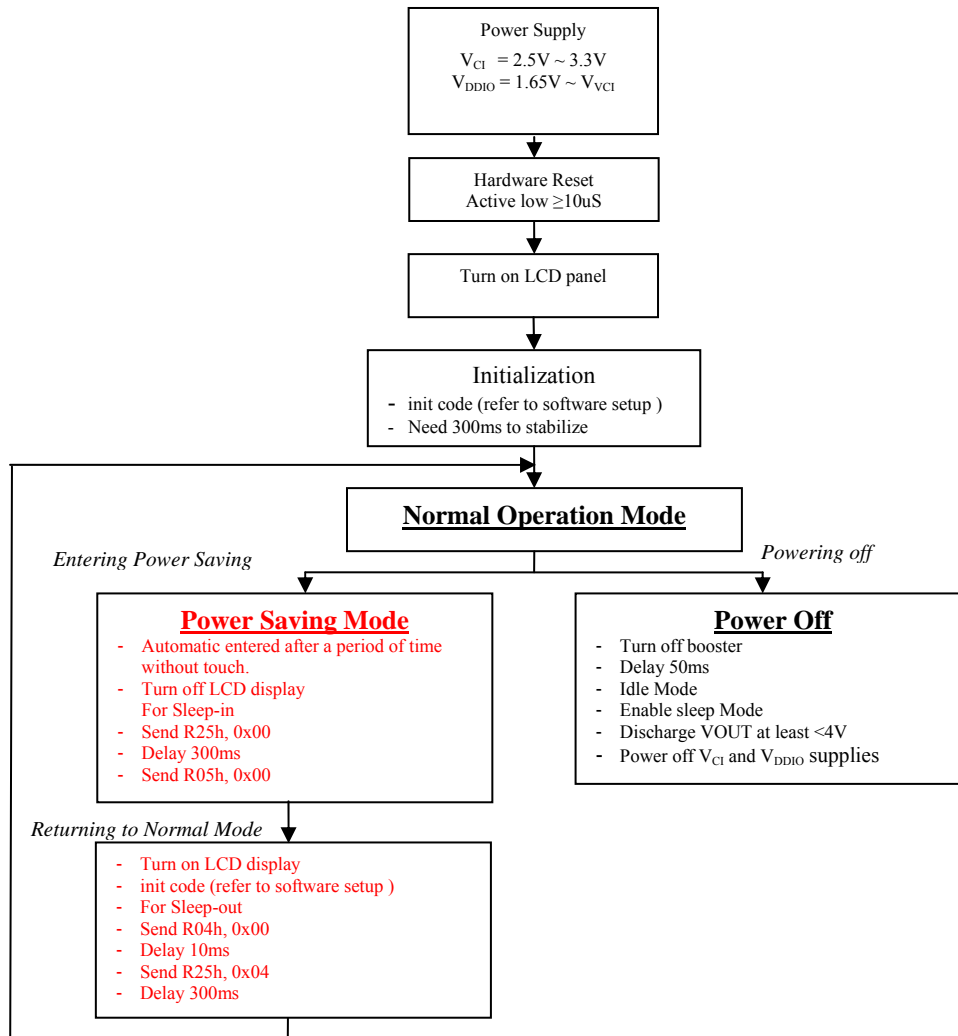 Power Supply
V_CI = 2.5V ~ 3.3V
V_DDIO = 1.65V ~ V_VCI
Hardware Reset
Active low ≥10uS
Turn on LCD panel
Initialization
- init code (refer to software setup )
- Need 300ms to stabilize
Normal Operation Mode
Entering Power Saving
Powering off
Power Saving Mode
- Automatic entered after a period of time
without touch.
- Turn off LCD display
For Sleep-in
- Send R25h, 0x00
- Delay 300ms
- Send R05h, 0x00
Power Off
- Turn off booster
- Delay 50ms
- Idle Mode
- Enable sleep Mode
- Discharge VOUT at least <4V
- Power off V_CI and V_DDIO supplies
Returning to Normal Mode
- Turn on LCD display
- init code (refer to software setup )
- For Sleep-out
- Send R04h, 0x00
- Delay 10ms
- Send R25h, 0x04
- Delay 300ms